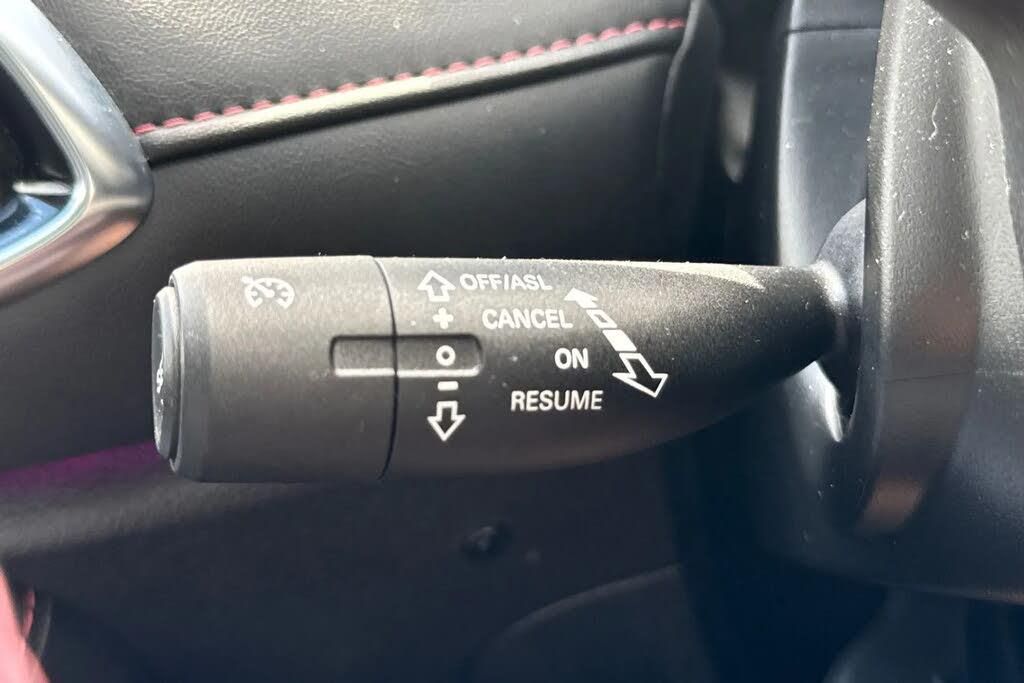 OFF/ASL
+ CANCEL
O ON
– RESUME